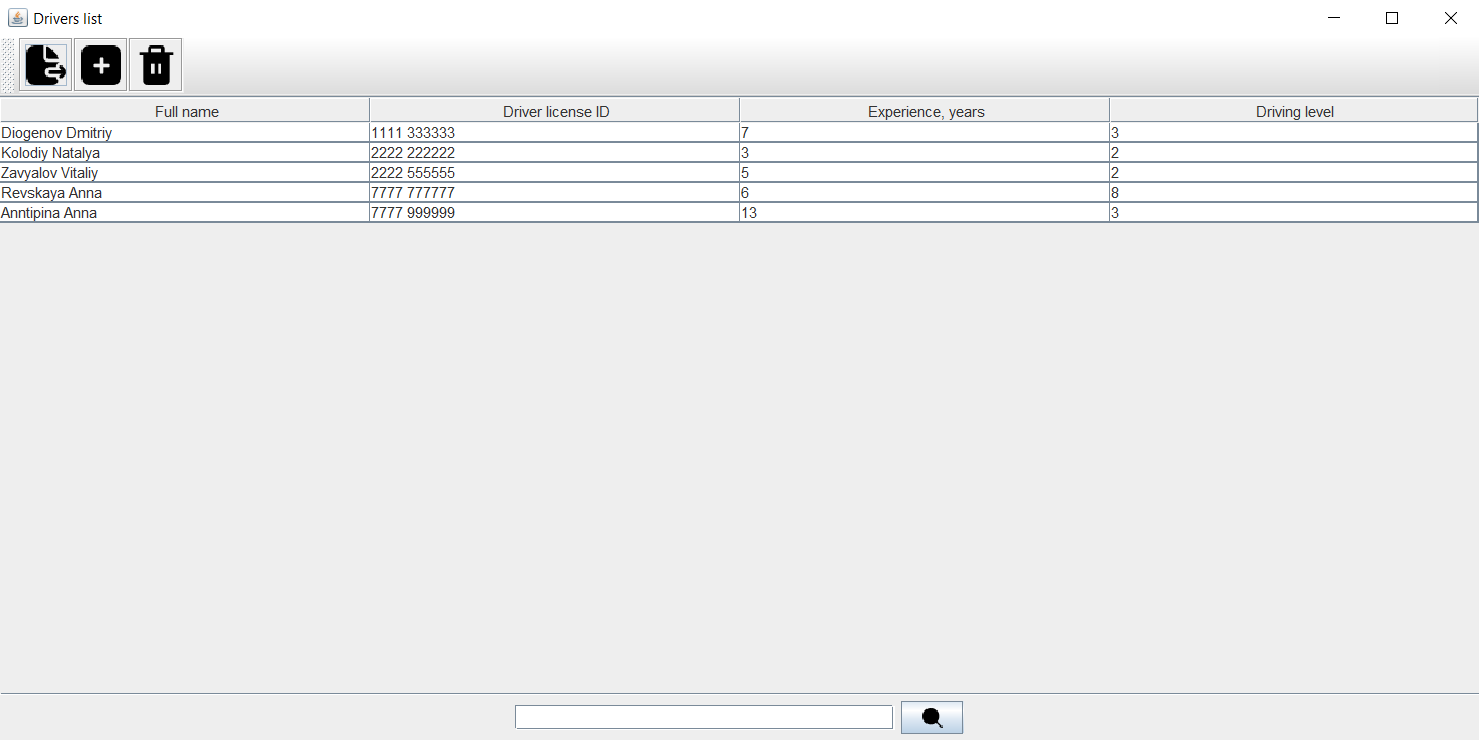 Drivers list
Full name Driver license ID Experience, years Driving level
Diogenov Dmitriy 1111 333333 7 3
Kolodiy Natalya 2222 222222 3 2
Zavyalov Vitaliy 2222 555555 5 2
Revskaya Anna 7777 777777 6 8
Anntipina Anna 7777 999999 13 3